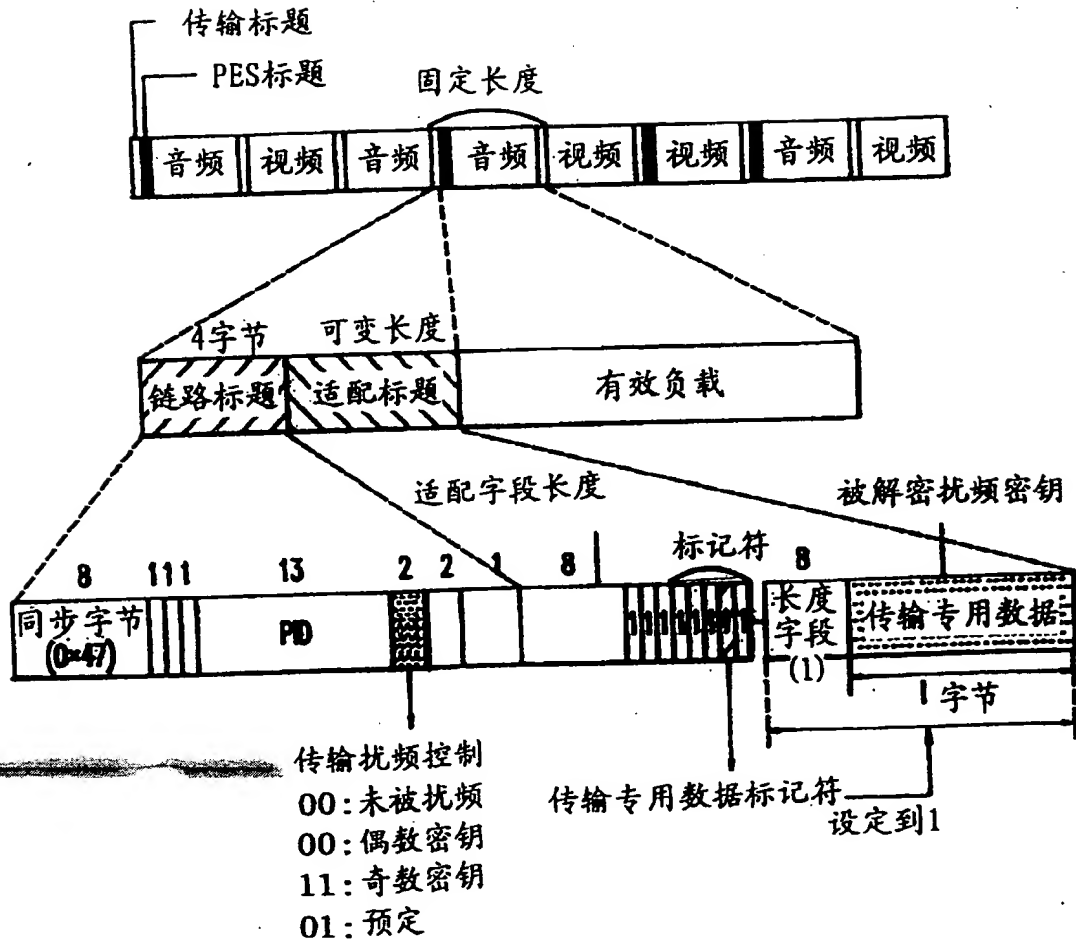 传输标题
PES标题
固定长度
音频 视频 音频 音频 视频 视频 音频 视频
4字节 可变长度
链路标题 适配标题 有效负载
适配字段长度 被解密扰频密钥
标记符
8 111 13 2 2 1 8 8
同步字节 (0×47)
PID
长度字段 (1)
传输专用数据
l 字节
传输扰频控制
00:未被扰频
00:偶数密钥
11:奇数密钥
01:预定
传输专用数据标记符
设定到1